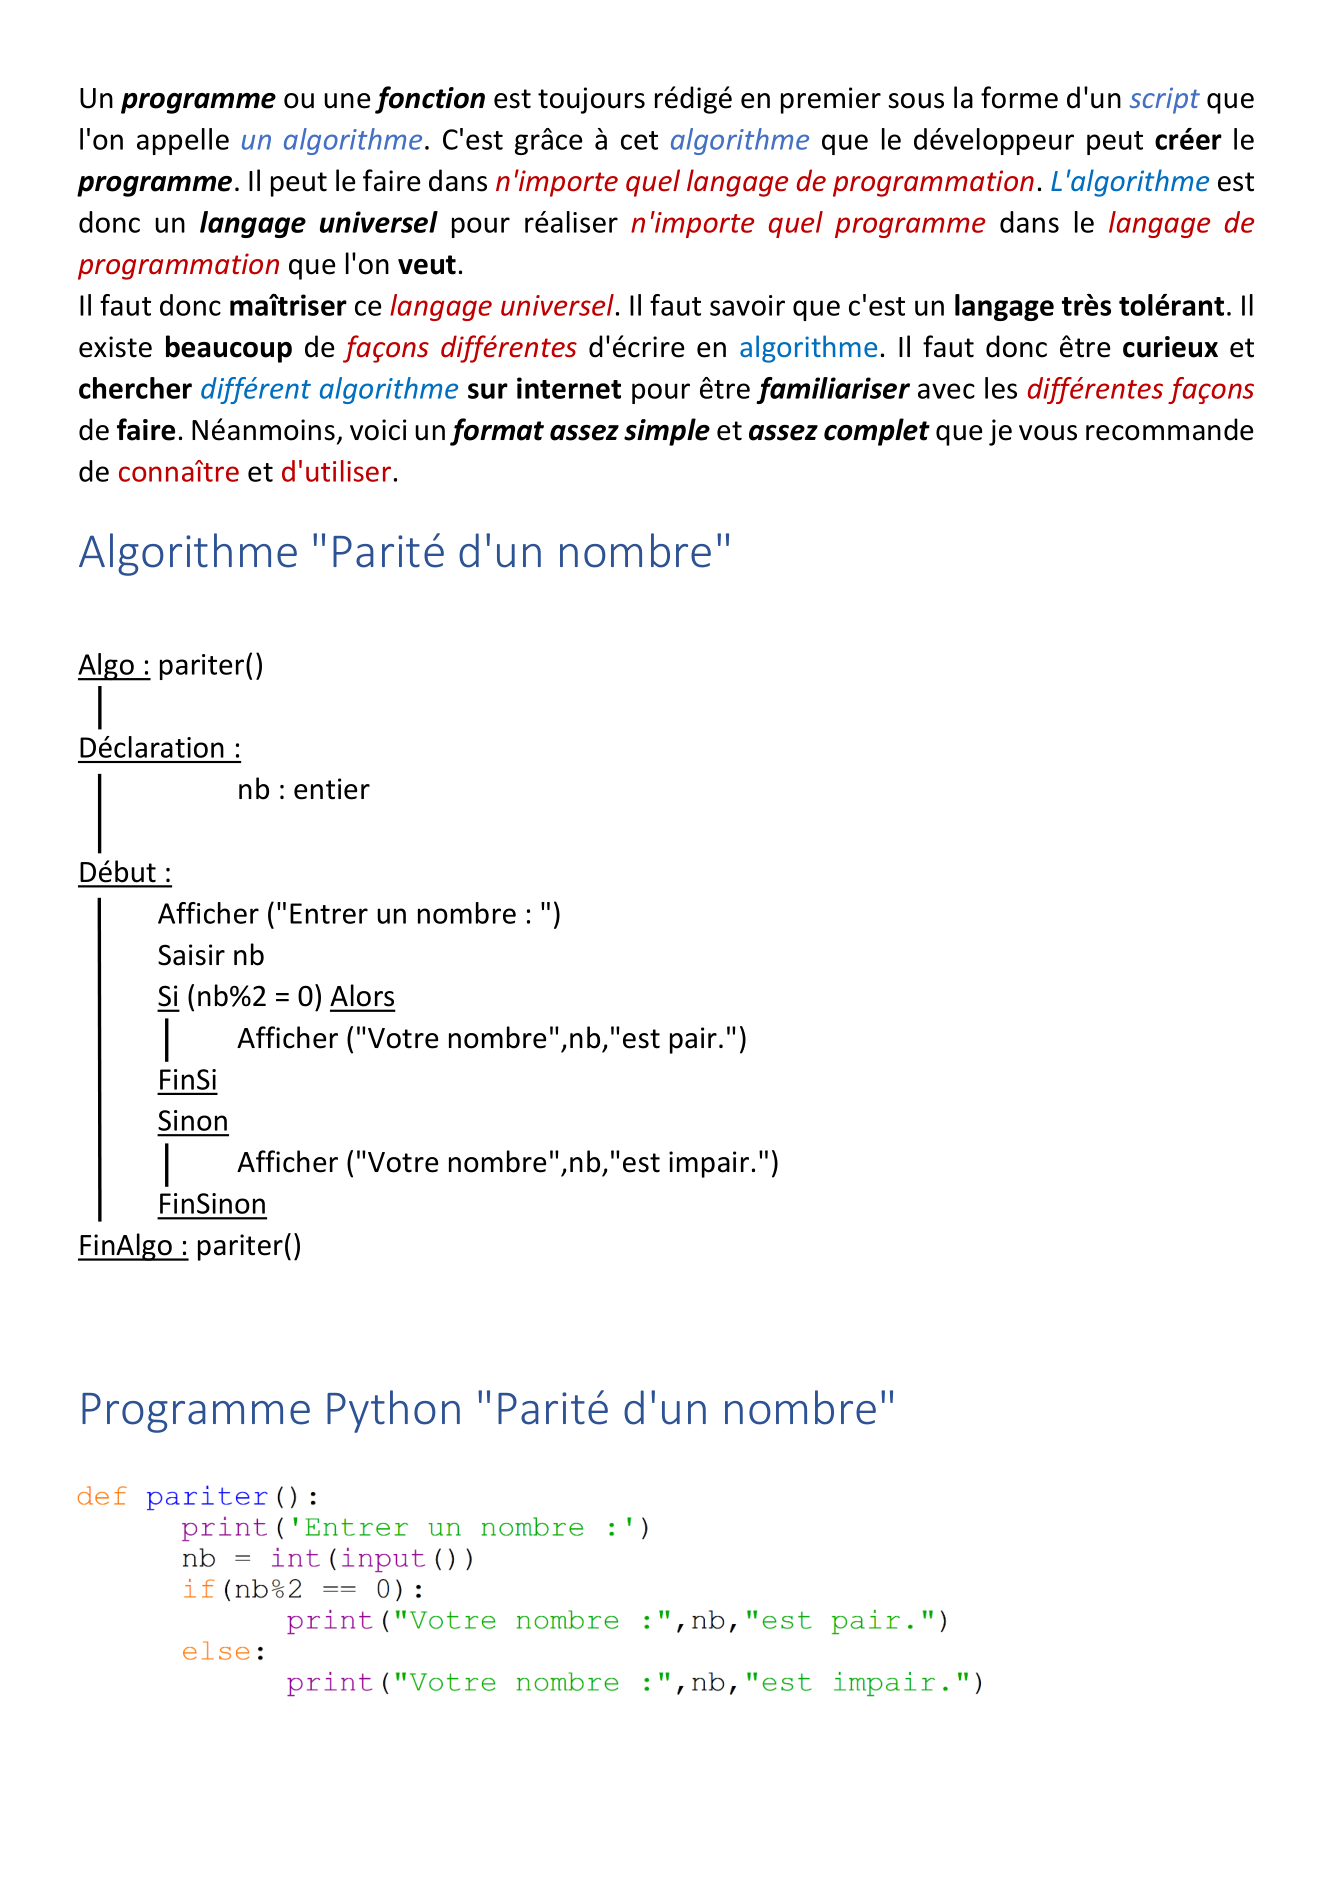 Un programme ou une fonction est toujours rédigé en premier sous la forme d'un script que
l'on appelle un algorithme. C'est grâce à cet algorithme que le développeur peut créer le
programme. Il peut le faire dans n'importe quel langage de programmation. L'algorithme est
donc un langage universel pour réaliser n'importe quel programme dans le langage de
programmation que l'on veut.
Il faut donc maîtriser ce langage universel. Il faut savoir que c'est un langage très tolérant. Il
existe beaucoup de façons différentes d'écrire en algorithme. Il faut donc être curieux et
chercher différent algorithme sur internet pour être familiariser avec les différentes façons
de faire. Néanmoins, voici un format assez simple et assez complet que je vous recommande
de connaître et d'utiliser.
Algorithme "Parité d'un nombre"
Algo : pariter()
Déclaration :
nb : entier
Début :
Afficher ("Entrer un nombre : ")
Saisir nb
Si (nb%2 = 0) Alors
Afficher ("Votre nombre",nb,"est pair.")
FinSi
Sinon
Afficher ("Votre nombre",nb,"est impair.")
FinSinon
FinAlgo : pariter()
Programme Python "Parité d'un nombre"
def pariter():
print('Entrer un nombre :')
nb = int(input())
if(nb%2 == 0):
print("Votre nombre :",nb,"est pair.")
else:
print("Votre nombre :",nb,"est impair.")